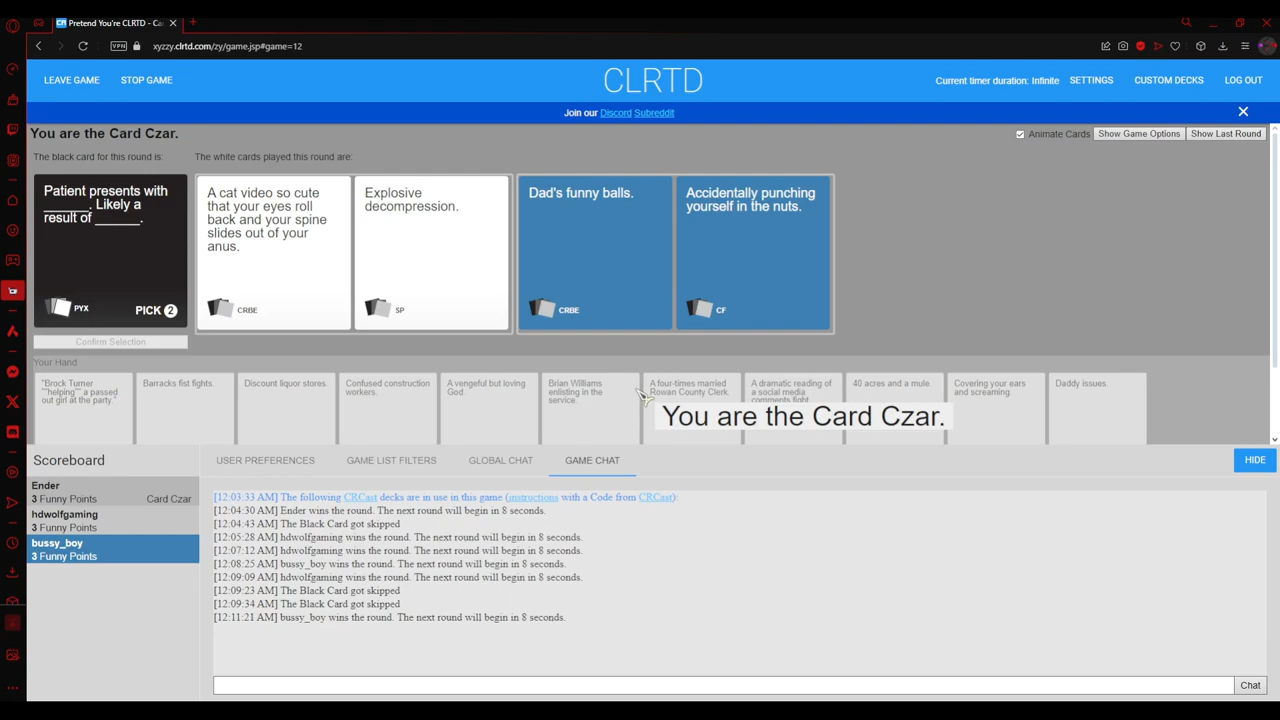 Pretend You're CLRTD - Ca
VPN
xyzzy.clrtd.com/zy/game.jsp#game=12
LEAVE GAME
STOP GAME
CLRTD
Current timer duration: Infinite
SETTINGS
CUSTOM DECKS
LOG OUT
Join our Discord Subreddit
You are the Card Czar.
Animate Cards
Show Game Options
Show Last Round
The black card for this round is:
The white cards played this round are:
Patient presents with
______. Likely a
result of ______.
PYX
PICK 2
A cat video so cute
that your eyes roll
back and your spine
slides out of your
anus.
CRBE
Explosive
decompression.
SP
Dad's funny balls.
CRBE
Accidentally punching
yourself in the nuts.
CF
Confirm Selection
Your Hand
"Brock Turner
""helping"" a passed
out girl at the party."
Barracks fist fights.
Discount liquor stores.
Confused construction
workers.
A vengeful but loving
God.
Brian Williams
enlisting in the
service.
A four-times married
Rowan County Clerk.
A dramatic reading of
a social media
comments fight.
40 acres and a mule.
Covering your ears
and screaming.
Daddy issues.
You are the Card Czar.
Scoreboard
USER PREFERENCES
GAME LIST FILTERS
GLOBAL CHAT
GAME CHAT
HIDE
Ender
3 Funny Points
Card Czar
hdwolfgaming
3 Funny Points
bussy_boy
3 Funny Points
[12:03:33 AM] The following CRCast decks are in use in this game (instructions with a Code from CRCast):
[12:04:30 AM] Ender wins the round. The next round will begin in 8 seconds.
[12:04:43 AM] The Black Card got skipped
[12:05:28 AM] hdwolfgaming wins the round. The next round will begin in 8 seconds.
[12:07:12 AM] hdwolfgaming wins the round. The next round will begin in 8 seconds.
[12:08:25 AM] bussy_boy wins the round. The next round will begin in 8 seconds.
[12:09:09 AM] hdwolfgaming wins the round. The next round will begin in 8 seconds.
[12:09:23 AM] The Black Card got skipped
[12:09:34 AM] The Black Card got skipped
[12:11:21 AM] bussy_boy wins the round. The next round will begin in 8 seconds.
Chat